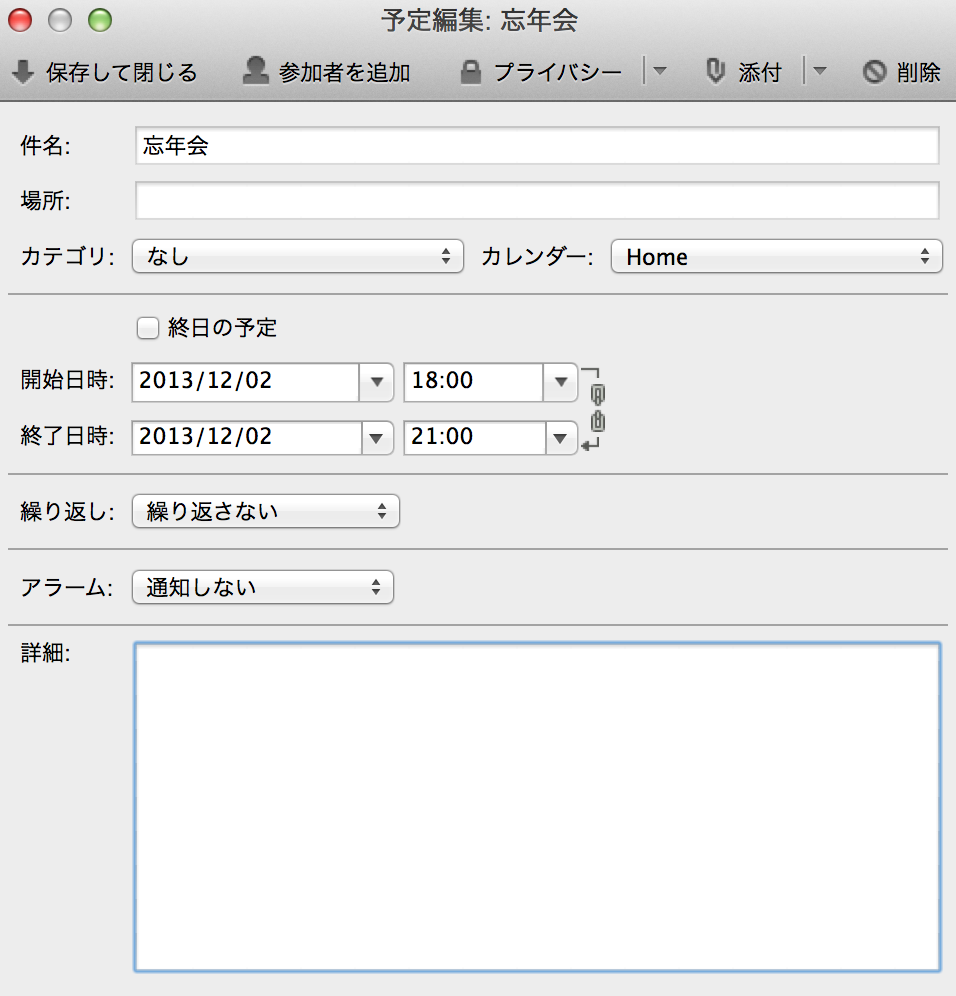 予定編集: 忘年会
保存して閉じる 参加者を追加 プライバシー 添付 削除
件名: 忘年会
場所:
カテゴリ: なし カレンダー: Home
終日の予定
開始日時: 2013/12/02 18:00
終了日時: 2013/12/02 21:00
繰り返し: 繰り返さない
アラーム: 通知しない
詳細: